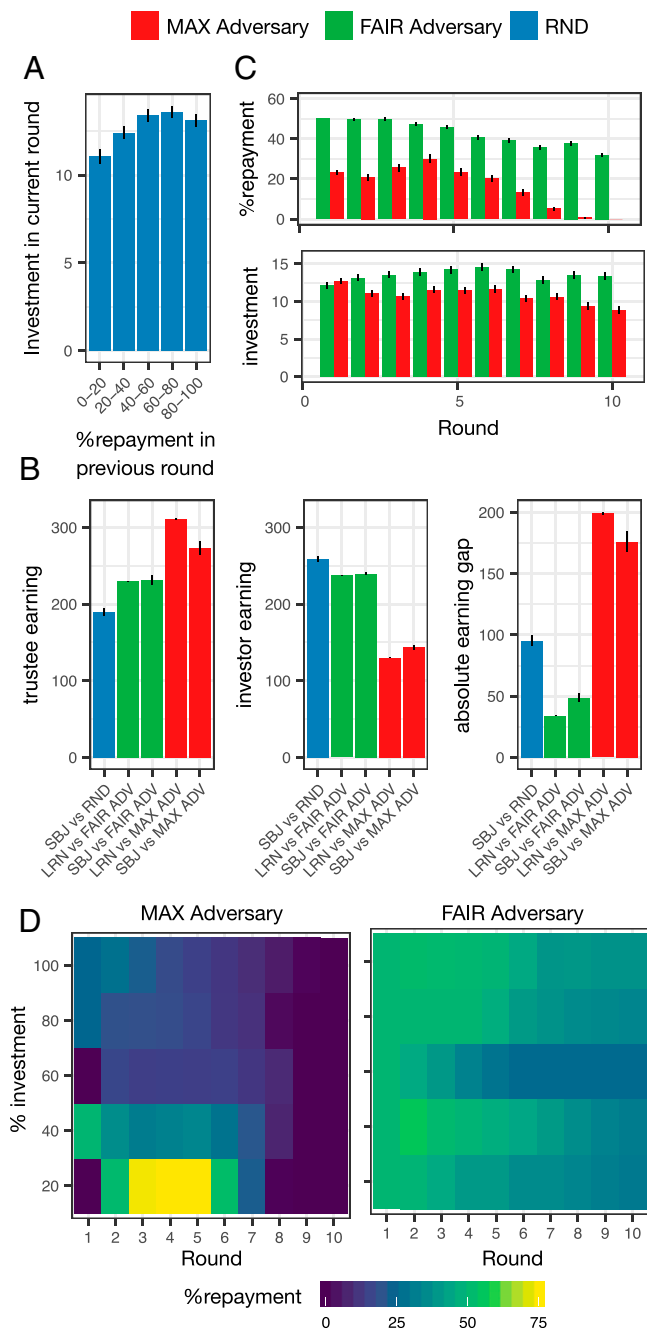 MAX Adversary FAIR Adversary RND
A
Investment in current round
10
5
0
0–20
20–40
40–60
60–80
80–100
%repayment in
previous round
C
%repayment
60
40
20
0
investment
15
10
5
0
0 5 10
Round
B
trustee earning
300
200
100
0
SBJ vs RND
LRN vs FAIR ADV
SBJ vs FAIR ADV
LRN vs MAX ADV
SBJ vs MAX ADV
investor earning
300
200
100
0
SBJ vs RND
LRN vs FAIR ADV
SBJ vs FAIR ADV
LRN vs MAX ADV
SBJ vs MAX ADV
absolute earning gap
200
175
100
50
0
SBJ vs RND
LRN vs FAIR ADV
SBJ vs FAIR ADV
LRN vs MAX ADV
SBJ vs MAX ADV
D
MAX Adversary
% investment
100
80
60
40
20
1 2 3 4 5 6 7 8 9 10
Round
FAIR Adversary
1 2 3 4 5 6 7 8 9 10
Round
%repayment
0 25 50 75